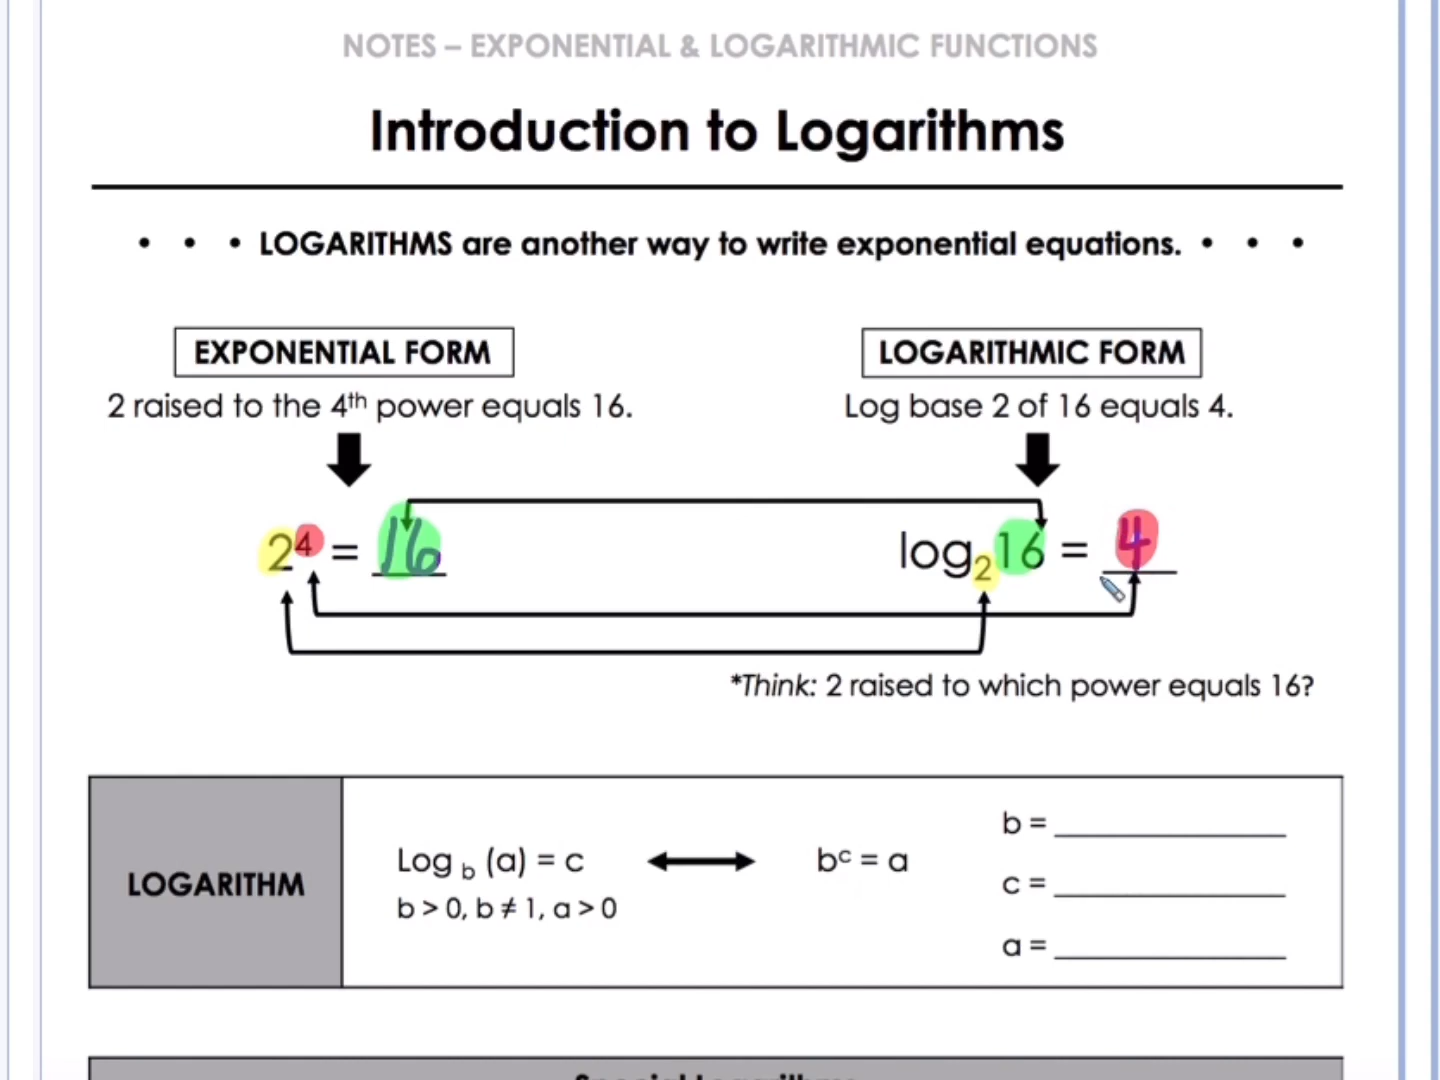 NOTES – EXPONENTIAL & LOGARITHMIC FUNCTIONS
Introduction to Logarithms
• • • LOGARITHMS are another way to write exponential equations. • • •
EXPONENTIAL FORM
2 raised to the 4th power equals 16.
2⁴ = 16
LOGARITHMIC FORM
Log base 2 of 16 equals 4.
log₂16 = 4
*Think: 2 raised to which power equals 16?
LOGARITHM
Log b (a) = c
b > 0, b ≠ 1, a > 0
bᶜ = a
b =
c =
a =